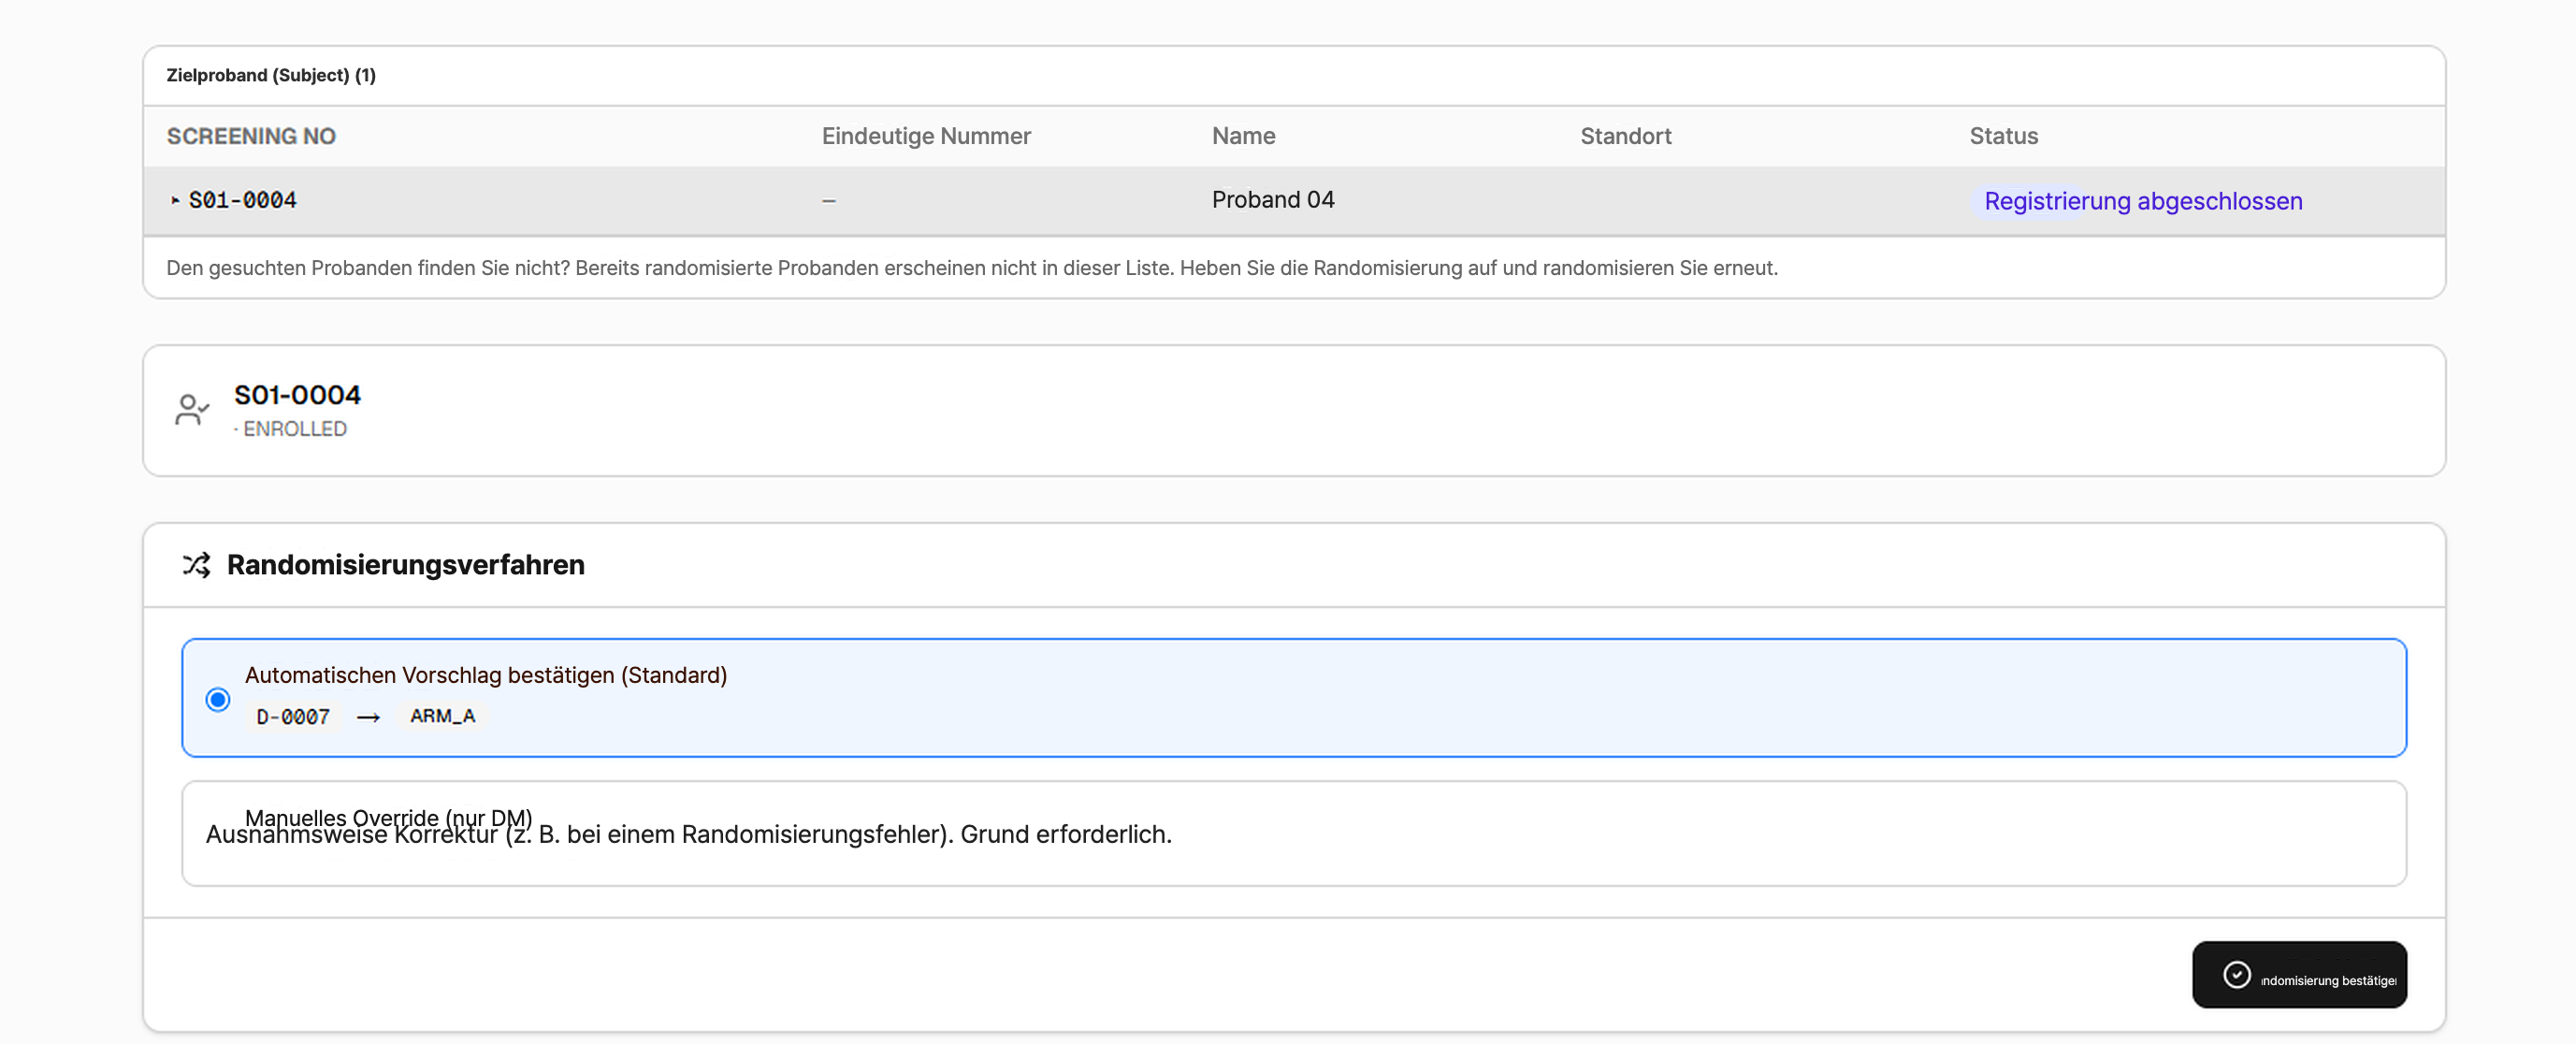 Zielproband (Subject) (1)
SCREENING NO Eindeutige Nummer Name Standort Status
S01-0004 – Proband 04 Registrierung abgeschlossen
Den gesuchten Probanden finden Sie nicht? Bereits randomisierte Probanden erscheinen nicht in dieser Liste. Heben Sie die Randomisierung auf und randomisieren Sie erneut.
S01-0004
· ENROLLED
Randomisierungsverfahren
Automatischen Vorschlag bestätigen (Standard)
D-0007 → ARM_A
Manuelles Override (nur DM)
Ausnahmsweise Korrektur (z. B. bei einem Randomisierungsfehler). Grund erforderlich.
ndomisierung bestätige